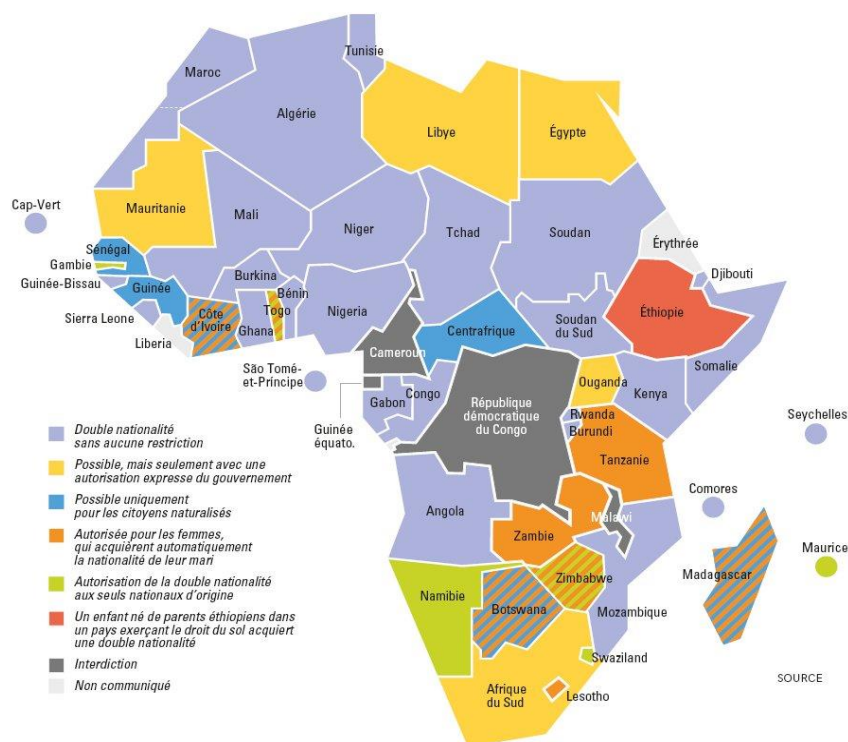 Tunisie
Maroc
Algérie
Libye
Égypte
Mauritanie
Cap-Vert
Mali
Niger
Tchad
Soudan
Érythrée
Sénégal
Gambie
Guinée-Bissau
Guinée
Burkina
Djibouti
Bénin
Togo
Côte
d'Ivoire
Ghana
Nigeria
Centrafrique
Soudan
du Sud
Éthiopie
Sierra Leone
Liberia
Cameroun
Somalie
São Tomé-
et-Príncipe
Guinée
équato.
Gabon
Congo
République
démocratique
du Congo
Ouganda
Kenya
Rwanda
Burundi
Seychelles
Tanzanie
Comores
Angola
Zambie
Malawi
Madagascar
Maurice
Namibie
Zimbabwe
Botswana
Mozambique
Swaziland
Afrique
du Sud
Lesotho
Double nationalité
sans aucune restriction
Possible, mais seulement avec une
autorisation expresse du gouvernement
Possible uniquement
pour les citoyens naturalisés
Autorisée pour les femmes,
qui acquièrent automatiquement
la nationalité de leur mari
Autorisation de la double nationalité
aux seuls nationaux d'origine
Un enfant né de parents éthiopiens dans
un pays exerçant le droit du sol acquiert
une double nationalité
Interdiction
Non communiqué
SOURCE